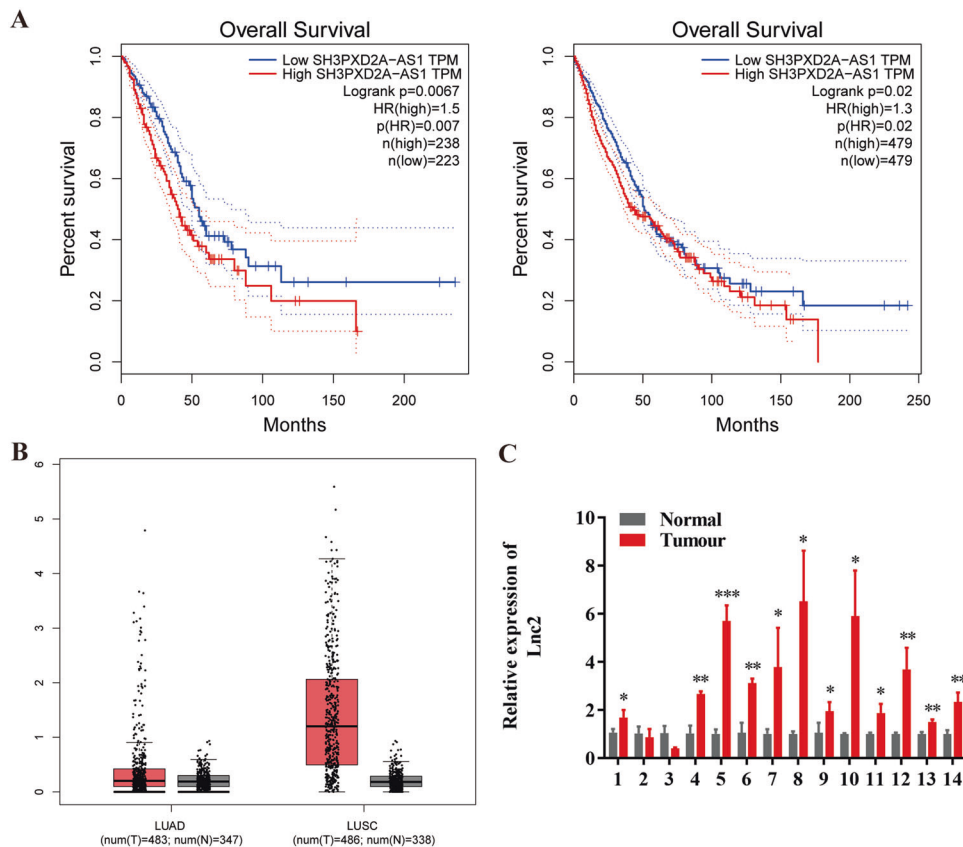 A
Overall Survival
Low SH3PXD2A-AS1 TPM
High SH3PXD2A-AS1 TPM
Logrank p=0.0067
HR(high)=1.5
p(HR)=0.007
n(high)=238
n(low)=223
Percent survival
0.0
0.2
0.4
0.6
0.8
1.0
0 50 100 150 200
Months
Overall Survival
Low SH3PXD2A-AS1 TPM
High SH3PXD2A-AS1 TPM
Logrank p=0.02
HR(high)=1.3
p(HR)=0.02
n(high)=479
n(low)=479
Percent survival
0.0
0.2
0.4
0.6
0.8
1.0
0 50 100 150 200 250
Months
B
6
5
4
3
2
1
0
LUAD
(num(T)=483; num(N)=347)
LUSC
(num(T)=486; num(N)=338)
C
Relative expression of
Lnc2
10
8
6
4
2
0
Normal
Tumour
* ** *** ** * * * * * ** ** **
1 2 3 4 5 6 7 8 9 10 11 12 13 14